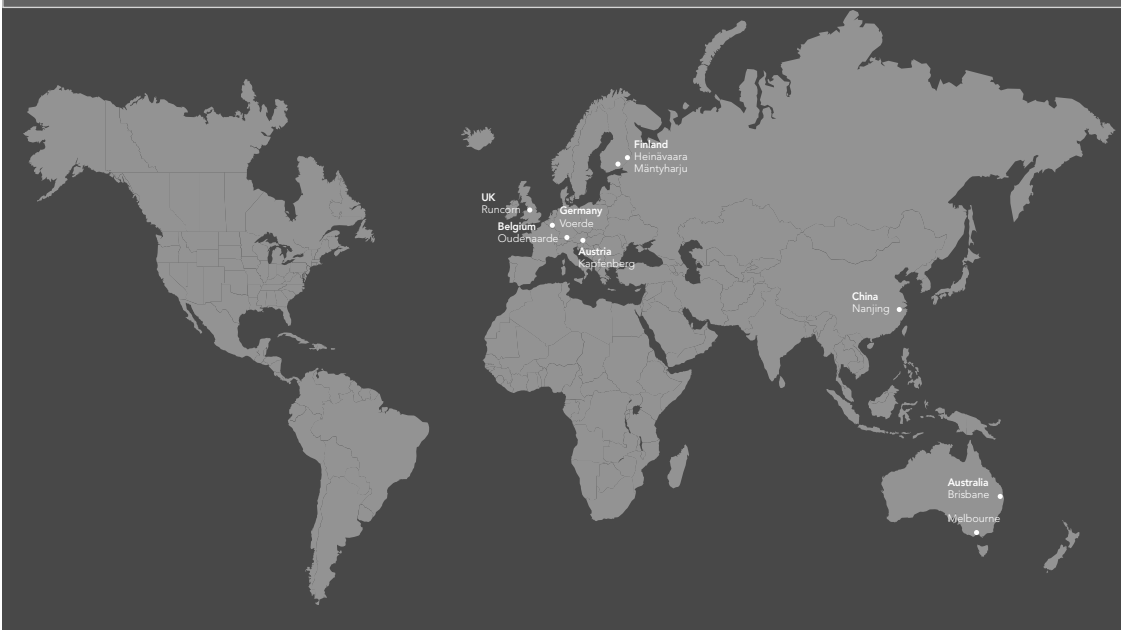 Finland
Heinävaara
Mäntyharju
UK
Runcorn
Germany
Voerde
Belgium
Oudenaarde
Austria
Kapfenberg
China
Nanjing
Australia
Brisbane
Melbourne